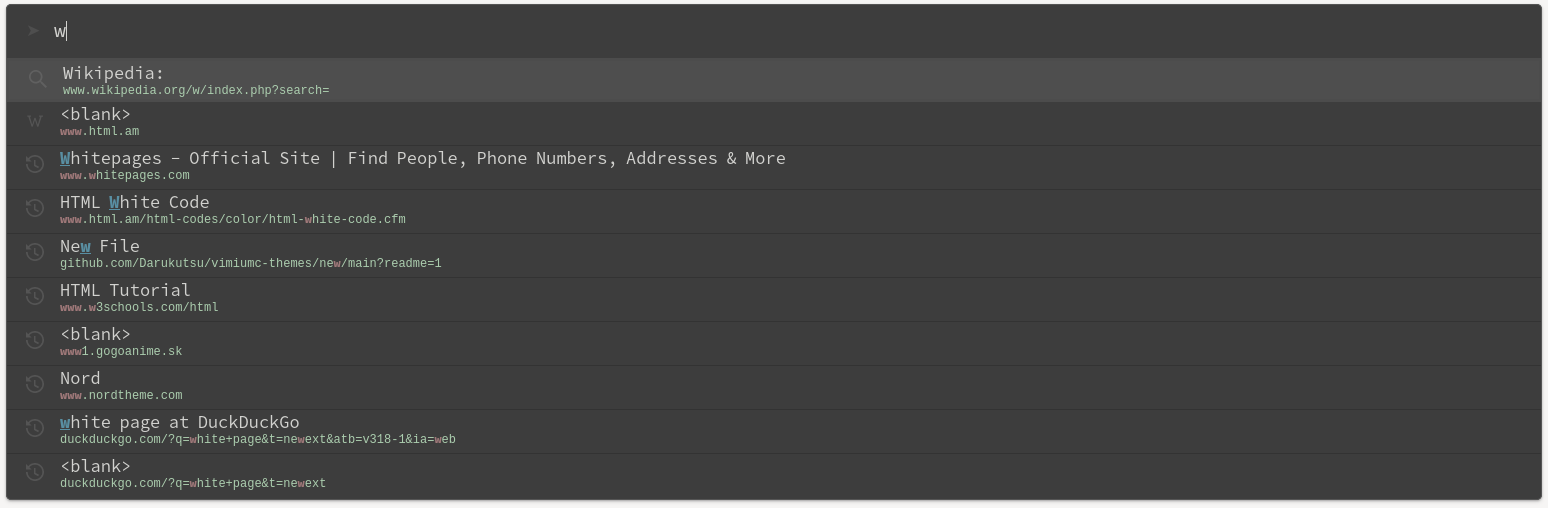 w
Wikipedia:
www.wikipedia.org/w/index.php?search=
W
<blank>
www.html.am
Whitepages – Official Site | Find People, Phone Numbers, Addresses & More
www.whitepages.com
HTML White Code
www.html.am/html-codes/color/html-white-code.cfm
New File
github.com/Darukutsu/vimiumc-themes/new/main?readme=1
HTML Tutorial
www.w3schools.com/html
<blank>
www1.gogoanime.sk
Nord
www.nordtheme.com
white page at DuckDuckGo
duckduckgo.com/?q=white+page&t=newext&atb=v318-1&ia=web
<blank>
duckduckgo.com/?q=white+page&t=newext